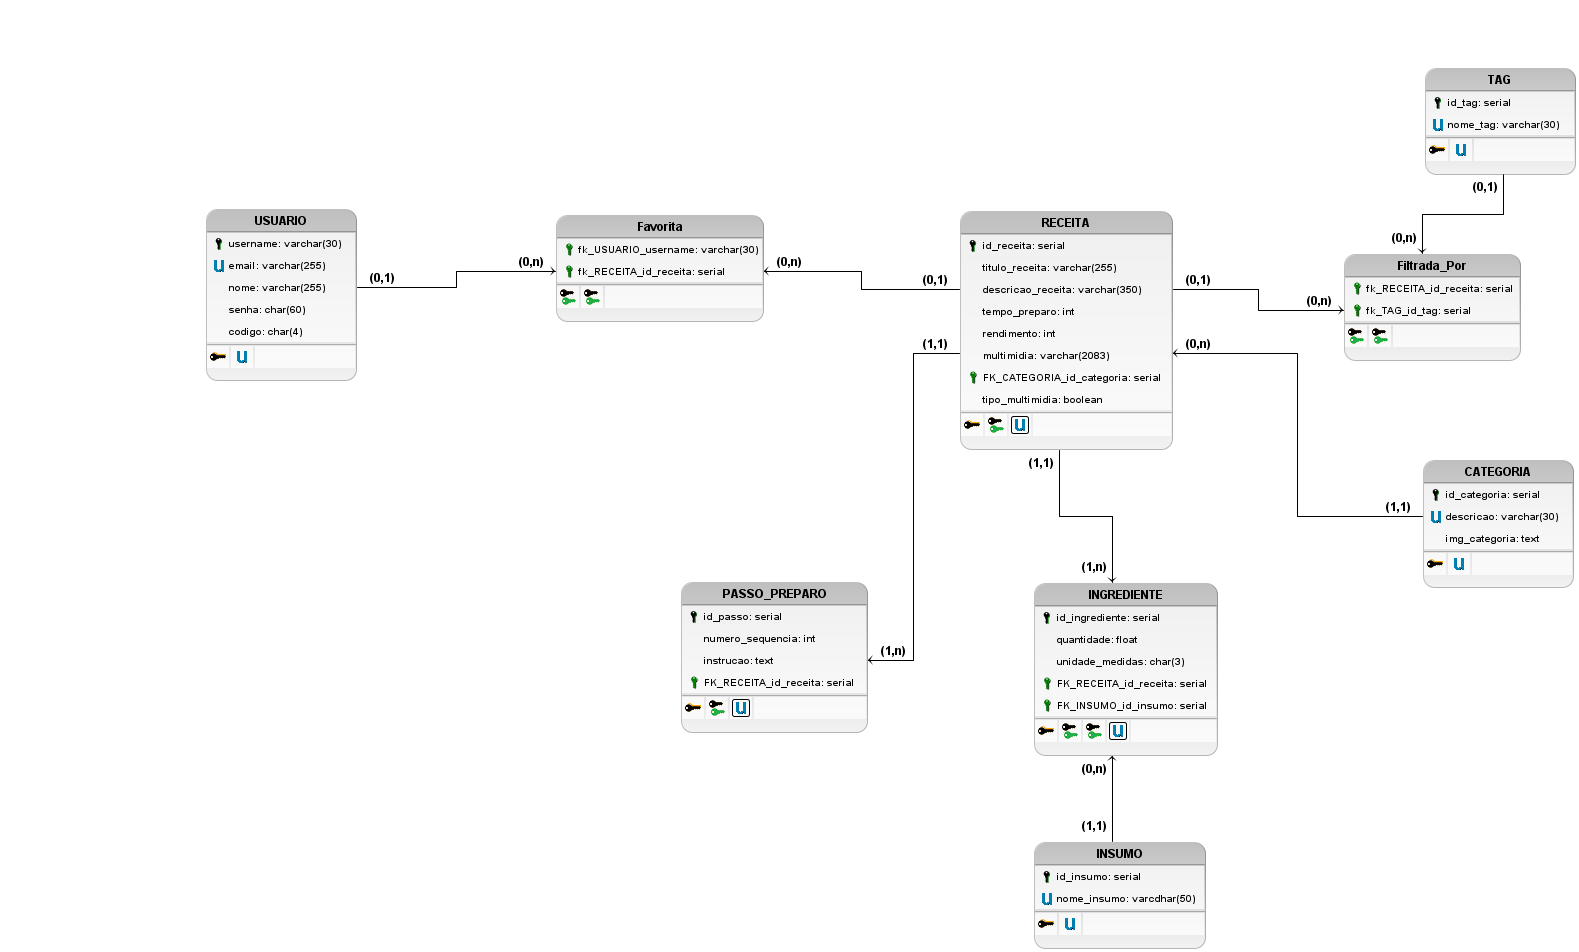 TAG
id_tag: serial
nome_tag: varchar(30)
(0,1)
(0,n)
USUARIO
username: varchar(30)
email: varchar(255)
nome: varchar(255)
senha: char(60)
codigo: char(4)
(0,1)
(0,n)
Favorita
fk_USUARIO_username: varchar(30)
fk_RECEITA_id_receita: serial
(0,n)
(0,1)
RECEITA
id_receita: serial
titulo_receita: varchar(255)
descricao_receita: varchar(350)
tempo_preparo: int
rendimento: int
multimidia: varchar(2083)
FK_CATEGORIA_id_categoria: serial
tipo_multimidia: boolean
(0,1)
(0,n)
Filtrada_Por
fk_RECEITA_id_receita: serial
fk_TAG_id_tag: serial
(1,1)
(0,n)
(1,1)
(1,1)
CATEGORIA
id_categoria: serial
descricao: varchar(30)
img_categoria: text
(1,n)
PASSO_PREPARO
id_passo: serial
numero_sequencia: int
instrucao: text
FK_RECEITA_id_receita: serial
(1,n)
INGREDIENTE
id_ingrediente: serial
quantidade: float
unidade_medidas: char(3)
FK_RECEITA_id_receita: serial
FK_INSUMO_id_insumo: serial
(0,n)
(1,1)
INSUMO
id_insumo: serial
nome_insumo: varcdhar(50)